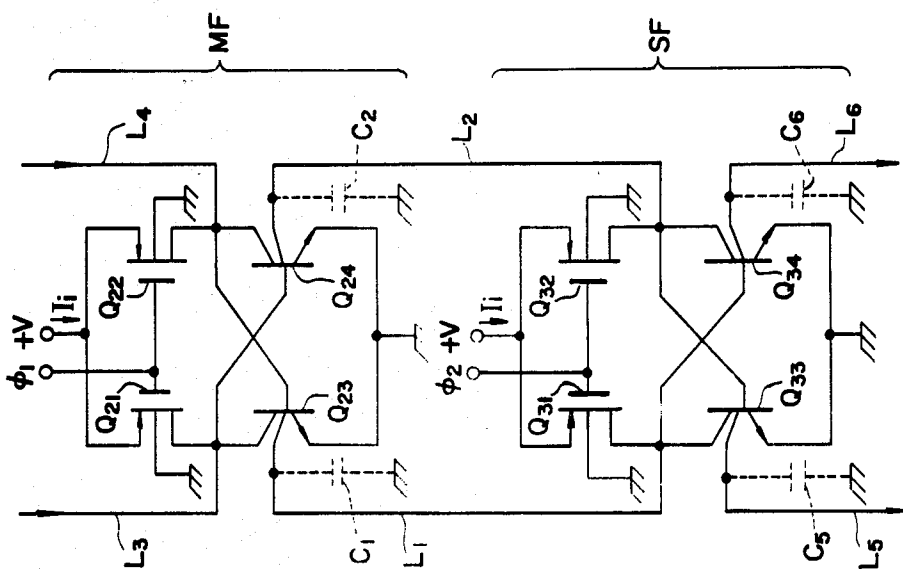 MF
L4
C2
L2
Q22
Q24
φ1 +V Ii
Q21
Q23
L3
C1
L1
SF
C6
L6
Q32
Q34
φ2 +V Ii
Q31
Q33
C5
L5